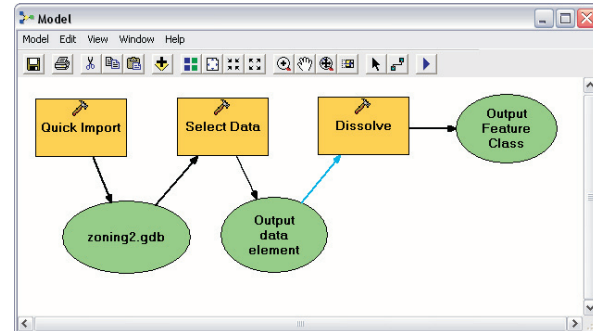 Model
Model Edit View Window Help
Quick Import
Select Data
Dissolve
Output
Feature
Class
zoning2.gdb
Output
data
element